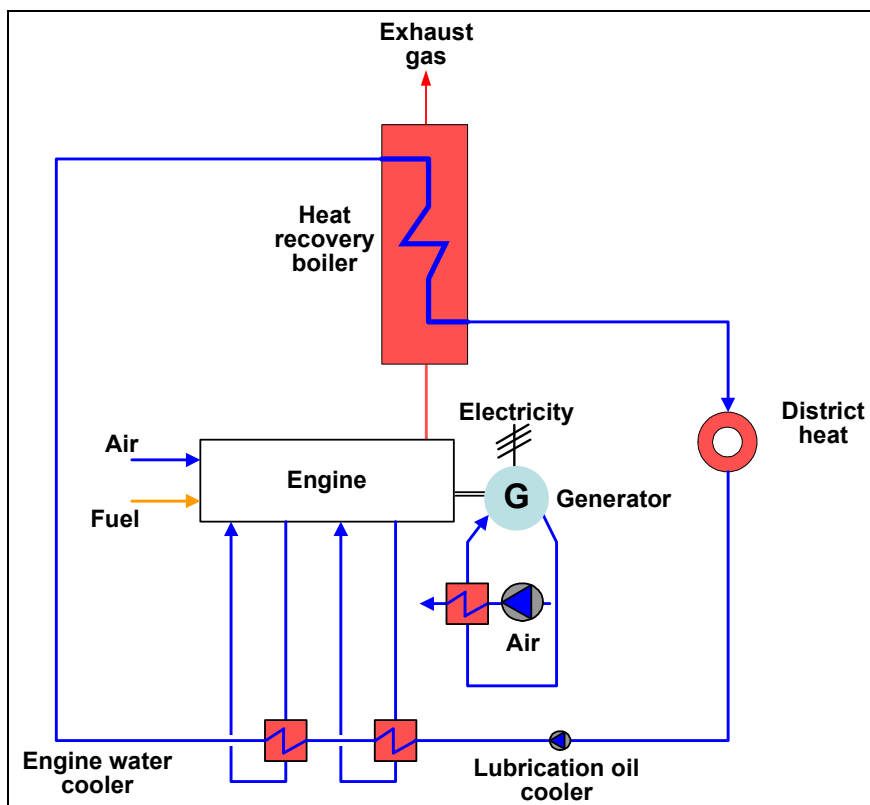 Exhaust
gas
Heat
recovery
boiler
Electricity
District
heat
Air
Engine
G
Generator
Fuel
Air
Engine water
cooler
Lubrication oil
cooler